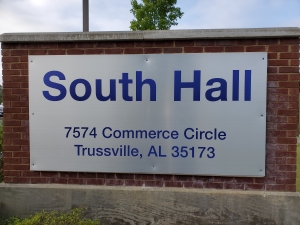 South Hall
7574 Commerce Circle
Trussville, AL 35173